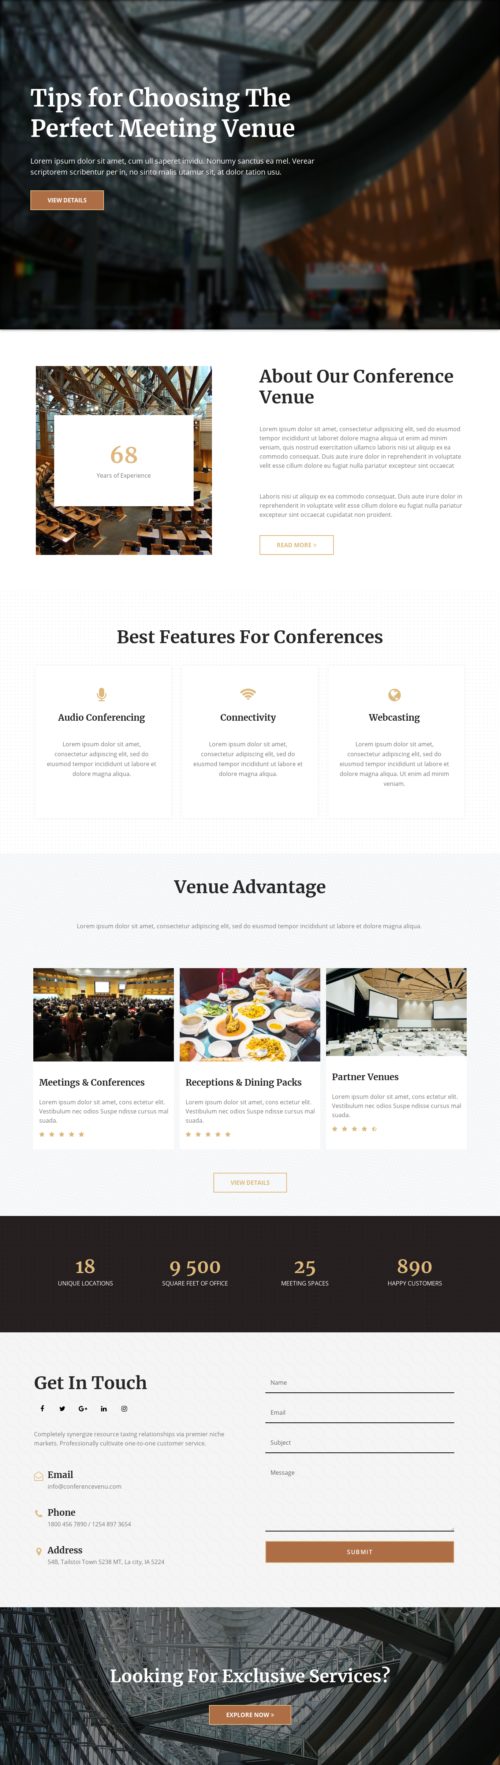 Tips for Choosing The
Perfect Meeting Venue
Lorem ipsum dolor sit amet, cum ull saperet invidu. Nonumy sanctus ea mel. Verear
scriptorem scribentur per in, no sinto malis utamur sit, at dolor tation usu.
VIEW DETAILS
68
Years of Experience
About Our Conference
Venue
Lorem ipsum dolor sit amet, consectetur adipisicing elit, sed do eiusmod
tempor incididunt ut laboret dolore magna aliqua ut enim ad minim
veniam, quis nostrud exercitation ullamco laboris nisi ut aliquip ex ea
commodo consequat. Duis aute irure dolor in reprehenderit in voluptate
velit esse cillum dolore eu fugiat nulla pariatur excepteur sint occaecat
Laboris nisi ut aliquip ex ea commodo consequat. Duis aute irure dolor in
reprehenderit in voluptate velit esse cillum dolore eu fugiat nulla pariatur,
excepteur sint occaecat cupidatat non proident.
READ MORE >
Best Features For Conferences
Audio Conferencing
Lorem ipsum dolor sit amet,
consectetur adipiscing elit, sed do
eiusmod tempor incididunt ut labore et
dolore magna aliqua.
Connectivity
Lorem ipsum dolor sit amet,
consectetur adipiscing elit, sed do
eiusmod tempor incididunt ut labore et
dolore magna aliqua.
Webcasting
Lorem ipsum dolor sit amet,
consectetur adipiscing elit, sed do
eiusmod tempor incididunt ut labore et
dolore magna aliqua. Ut enim ad minim
veniam.
Venue Advantage
Lorem ipsum dolor sit amet, consectetur adipiscing elit, sed do eiusmod tempor incididunt ut labore et dolore magna aliqua.
Meetings & Conferences
Lorem ipsum dolor sit amet, cons ectetur elit.
Vestibulum nec odios Suspe ndisse cursus mal
suada.
Receptions & Dining Packs
Lorem ipsum dolor sit amet, cons ectetur elit.
Vestibulum nec odios Suspe ndisse cursus mal
suada.
Partner Venues
Lorem ipsum dolor sit amet, cons ectetur elit.
Vestibulum nec odios Suspe ndisse cursus mal
suada.
VIEW DETAILS
18
UNIQUE LOCATIONS
9 500
SQUARE FEET OF OFFICE
25
MEETING SPACES
890
HAPPY CUSTOMERS
Get In Touch
Completely synergize resource taxing relationships via premier niche
markets. Professionally cultivate one-to-one customer service.
Email
info@conferencevenu.com
Phone
1800 456 7890 / 1254 897 3654
Address
548, Tailstoi Town 5238 MT, La city, IA 5224
Name
Email
Subject
Message
SUBMIT
Looking For Exclusive Services?
EXPLORE NOW >